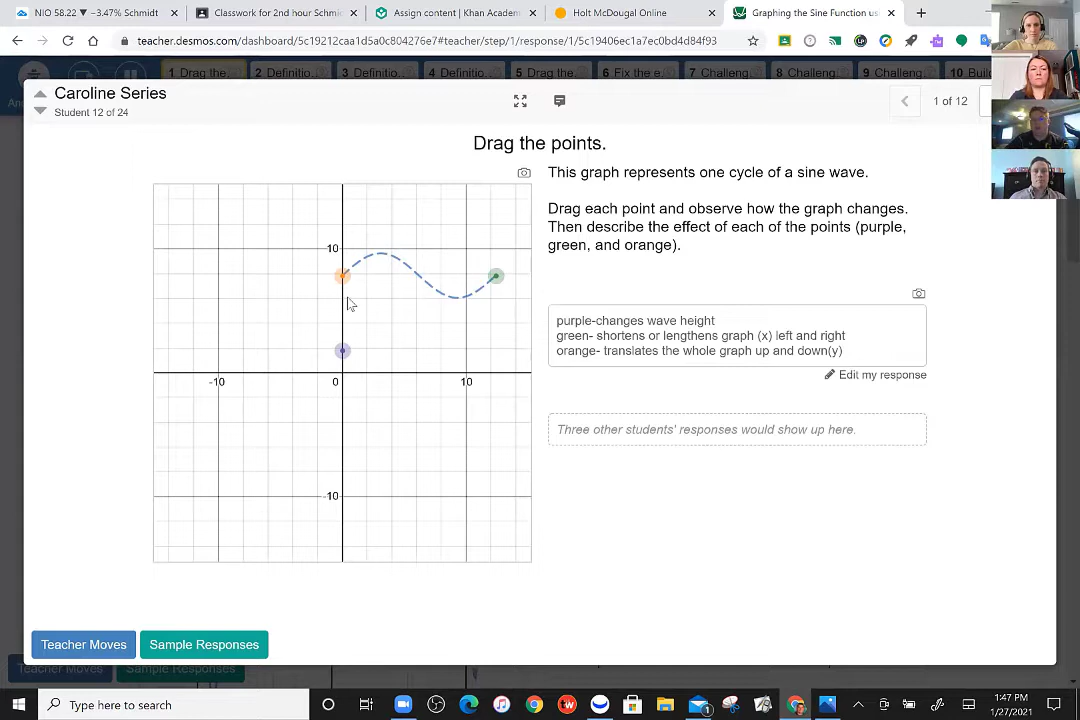 NIO 58.22 ▼ −3.47% Schmidt
Classwork for 2nd hour Schmi
Assign content | Khan Academ
Holt McDougal Online
Graphing the Sine Function us
teacher.desmos.com/dashboard/5c19212caa1d5a0c804276e7#teacher/step/1/response/1/5c19406ec1a7ec0bd4d84f93
1 Drag the
2 Definitio...
3 Definitio...
4 Definitio...
5 Drag the...
6 Fix the e...
7 Challeng
8 Challeng...
9 Challeng...
10 Buil
Caroline Series
Student 12 of 24
1 of 12
Drag the points.
This graph represents one cycle of a sine wave.
Drag each point and observe how the graph changes.
Then describe the effect of each of the points (purple,
green, and orange).
10
-10
0
10
-10
purple-changes wave height
green- shortens or lengthens graph (x) left and right
orange- translates the whole graph up and down(y)
Edit my response
Three other students' responses would show up here.
Teacher Moves
Sample Responses
Teacher Moves
Sample Responses
Type here to search
1:47 PM
1/27/2021